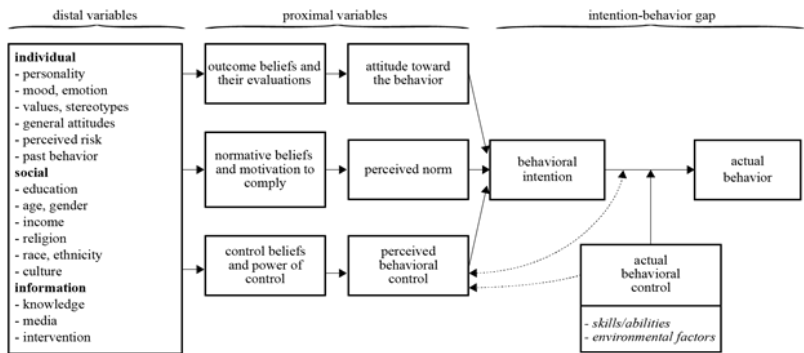 distal variables
proximal variables
intention-behavior gap
individual
- personality
- mood, emotion
- values, stereotypes
- general attitudes
- perceived risk
- past behavior
social
- education
- age, gender
- income
- religion
- race, ethnicity
- culture
information
- knowledge
- media
- intervention
outcome beliefs and
their evaluations
attitude toward
the behavior
normative beliefs
and motivation to
comply
perceived norm
control beliefs
and power of
control
perceived
behavioral
control
behavioral
intention
actual
behavior
actual
behavioral
control
- skills/abilities
- environmental factors